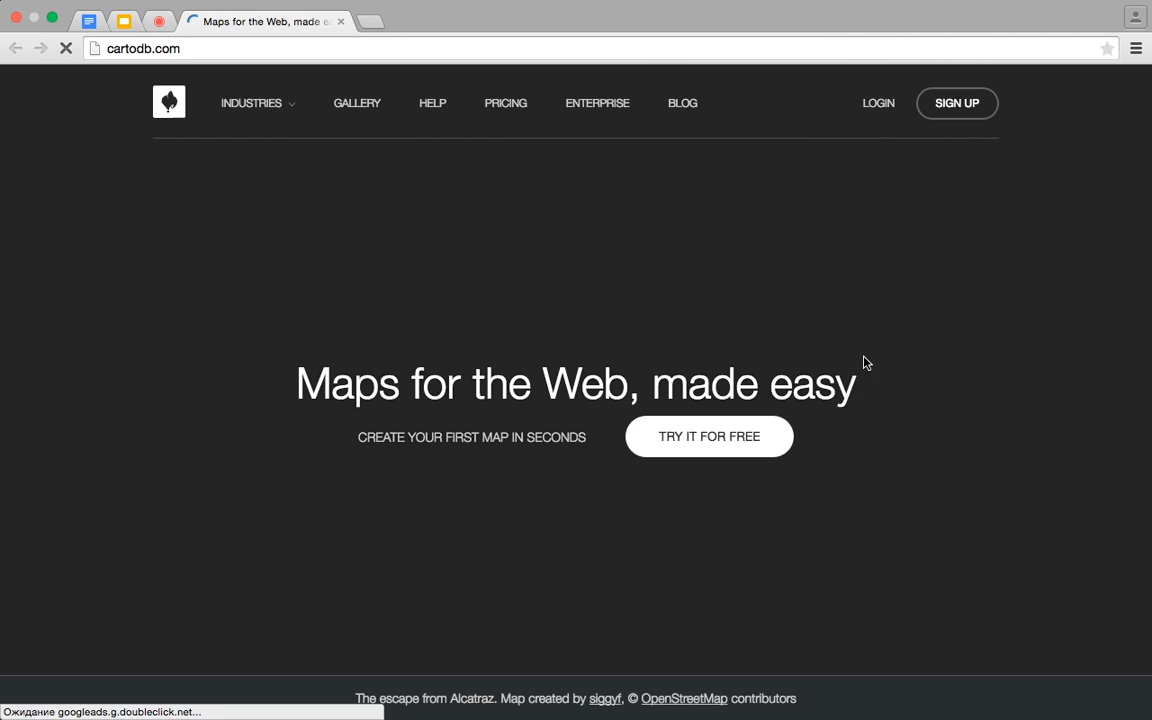 Maps for the Web, made e
cartodb.com
INDUSTRIES GALLERY HELP PRICING ENTERPRISE BLOG LOGIN SIGN UP
Maps for the Web, made easy
CREATE YOUR FIRST MAP IN SECONDS TRY IT FOR FREE
The escape from Alcatraz. Map created by siggyf, © OpenStreetMap contributors
Ожидание googleads.g.doubleclick.net...